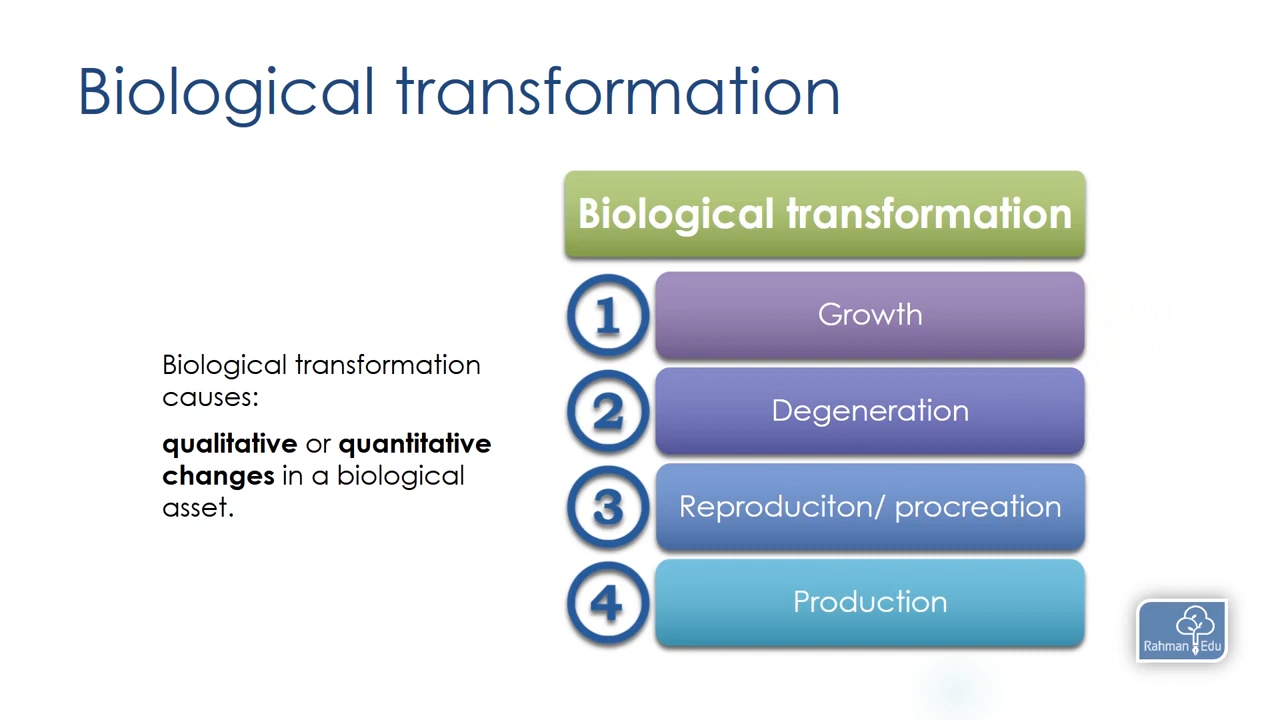 Biological transformation
Biological transformation
causes:
qualitative or quantitative
changes in a biological
asset.
Biological transformation
1 Growth
2 Degeneration
3 Reproduciton/ procreation
4 Production
Rahman Edu